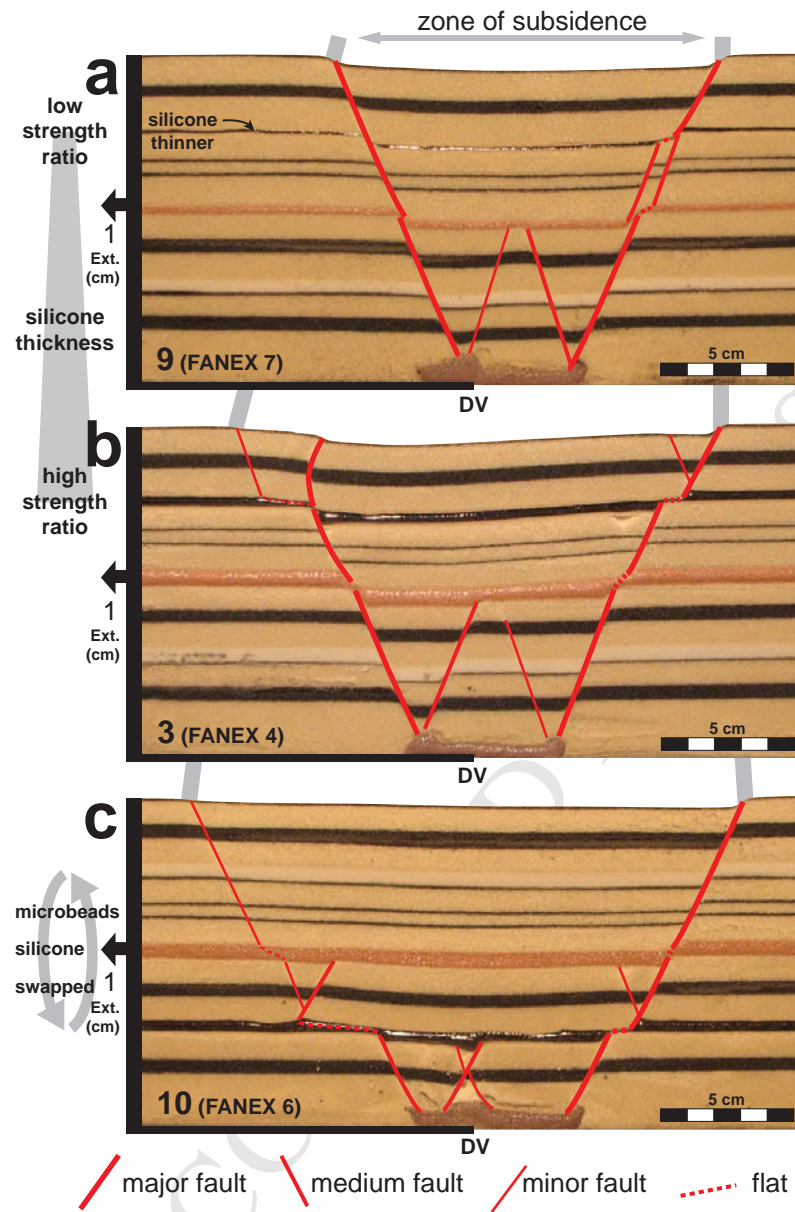 zone of subsidence
a
low
strength
ratio
silicone
thinner
1
Ext.
(cm)
silicone
thickness
9 (FANEX 7)
5 cm
DV
b
high
strength
ratio
1
Ext.
(cm)
3 (FANEX 4)
5 cm
DV
c
microbeads
silicone
swapped 1
Ext.
(cm)
10 (FANEX 6)
5 cm
DV
major fault
medium fault
minor fault
flat